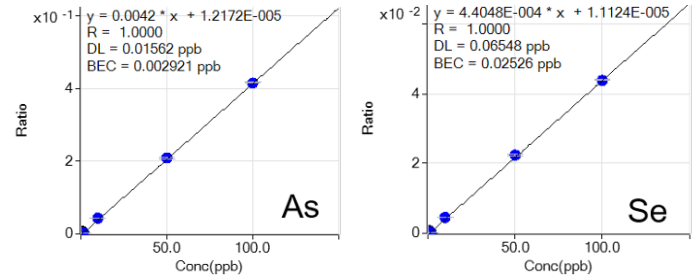 x10 -1
y = 0.0042 * x + 1.2172E-005
R = 1.0000
DL = 0.01562 ppb
BEC = 0.002921 ppb
4
Ratio
2
As
0
50.0 100.0
Conc(ppb)
x10 -2
y = 4.4048E-004 * x + 1.1124E-005
R = 1.0000
DL = 0.06548 ppb
BEC = 0.02526 ppb
4
Ratio
2
Se
0
50.0 100.0
Conc(ppb)